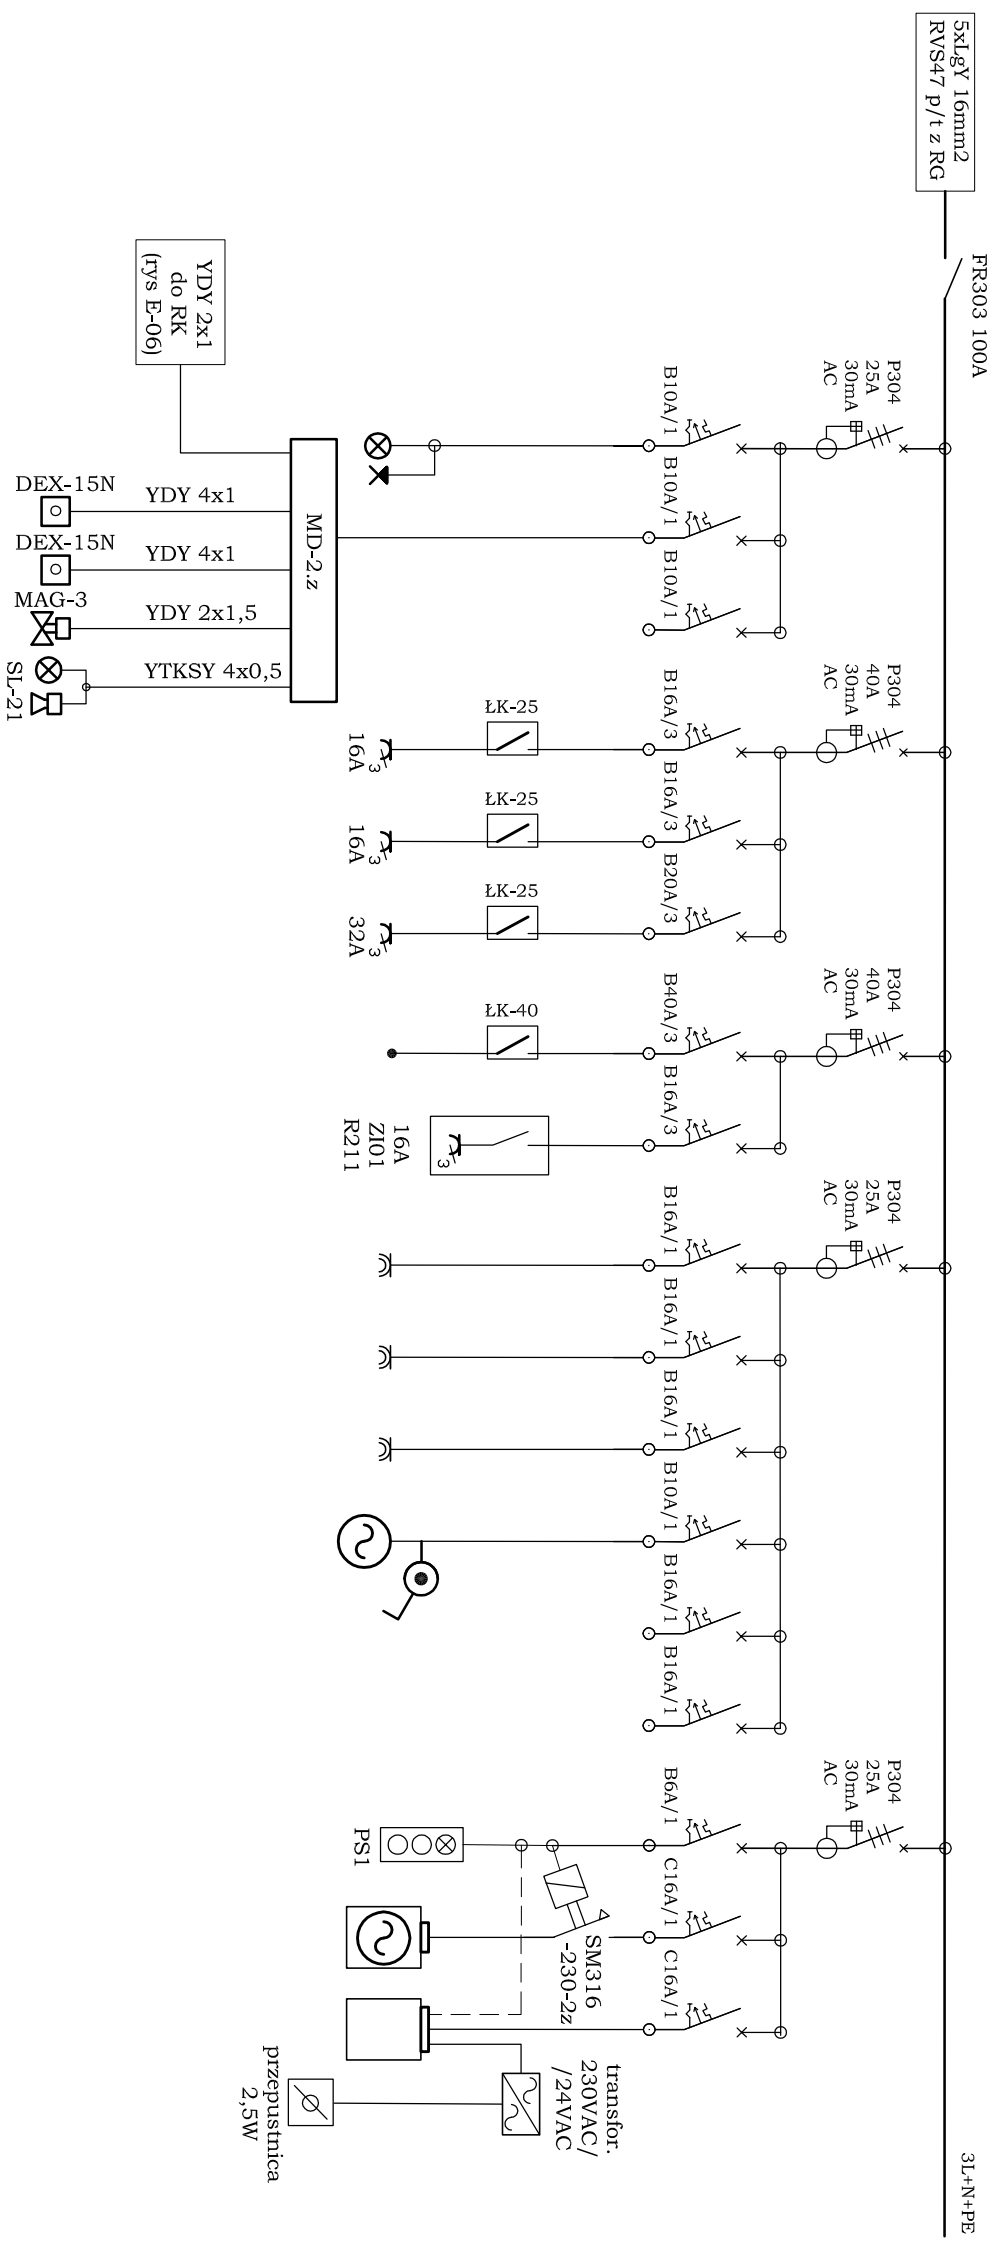 5xLgY 16mm2
RVS47 p/t z RG
FR303 100A
3L+N+PE
P304
25A
30mA
AC
B10A/1
B10A/1
B10A/1
P304
40A
30mA
AC
B16A/3
B16A/3
B20A/3
P304
40A
30mA
AC
B40A/3
B16A/3
P304
25A
30mA
AC
B16A/1
B16A/1
B16A/1
B10A/1
B16A/1
B16A/1
P304
25A
30mA
AC
B6A/1
C16A/1
C16A/1
YDY 2x1
do RK
(rys E-06)
MD-2.z
DEX-15N
YDY 4x1
DEX-15N
YDY 4x1
MAG-3
YDY 2x1,5
YTKSY 4x0,5
SL-21
ŁK-25
3
16A
ŁK-25
3
16A
ŁK-25
3
32A
ŁK-40
3
16A
ZI01
R211
PS1
SM316
-230-2z
transfor.
230VAC/
/24VAC
przepustnica
2,5W